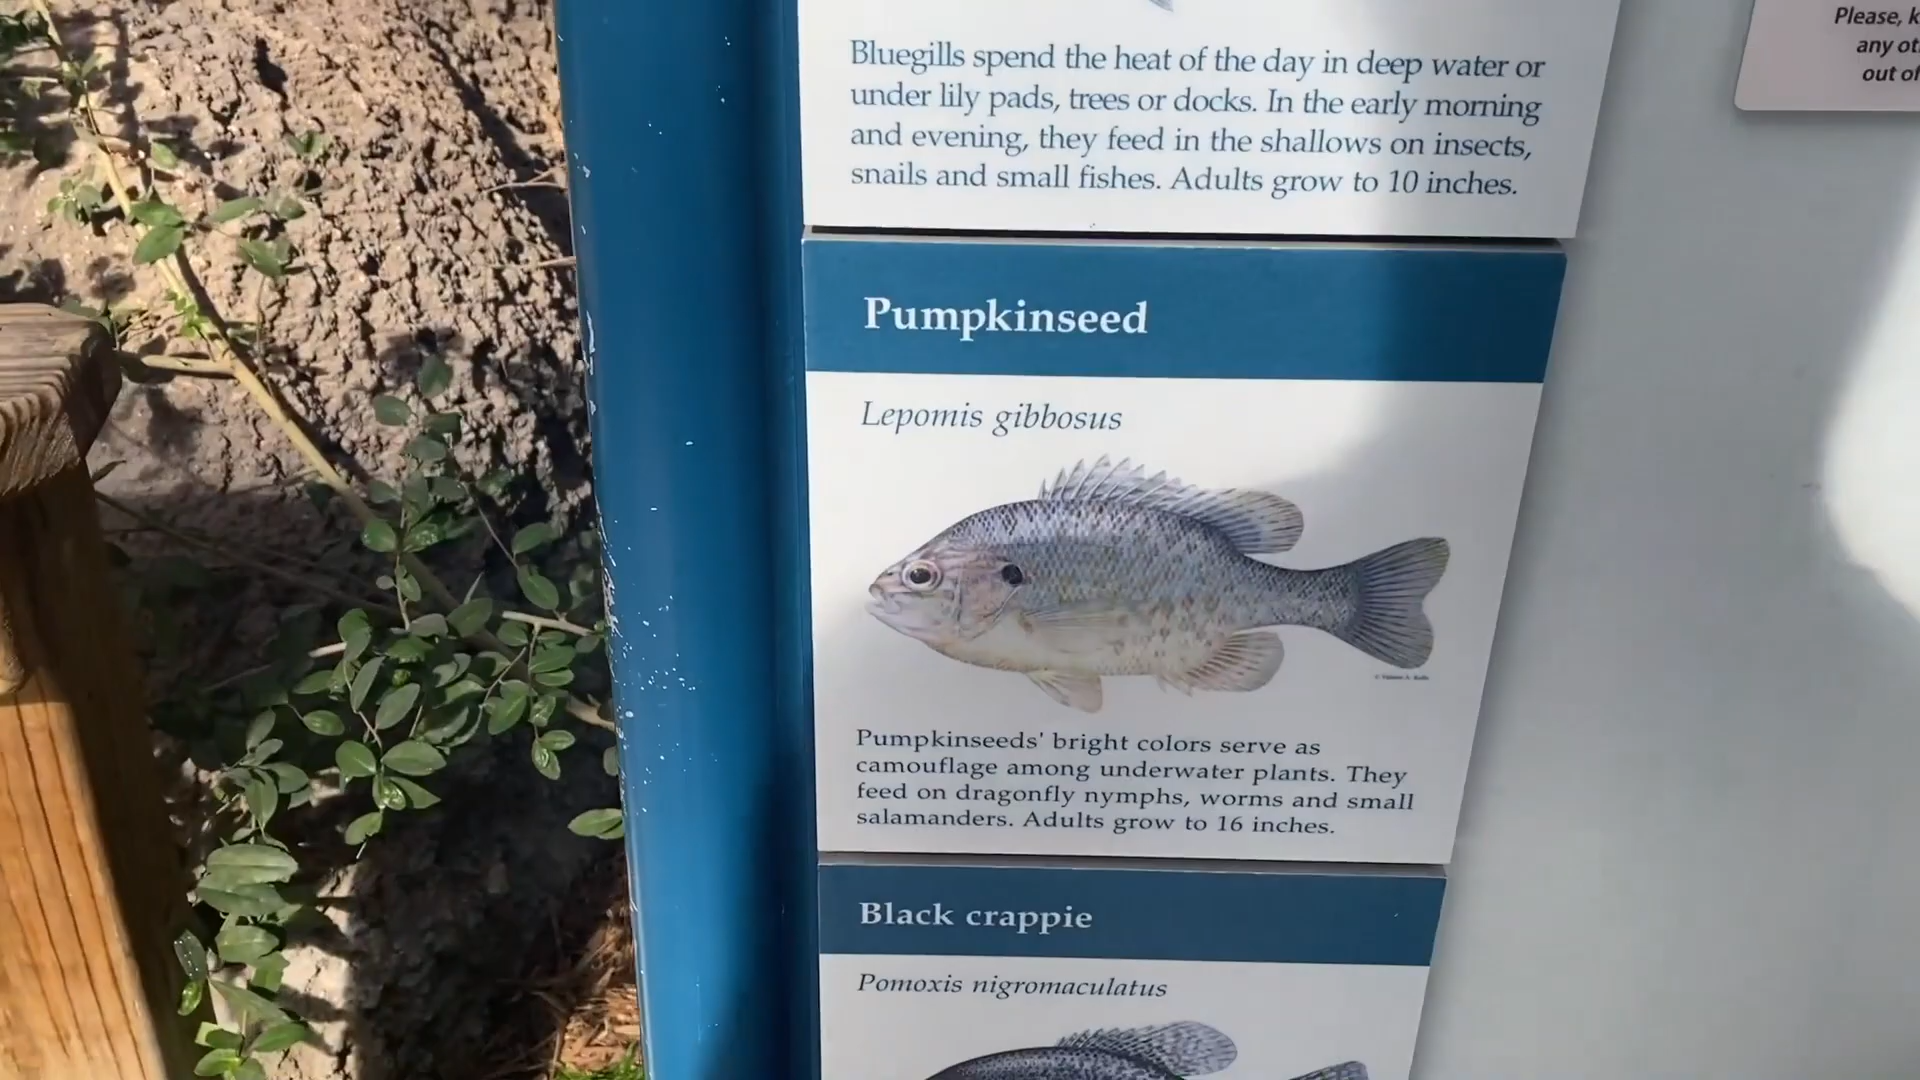 Please, k
any ot
out of
Bluegills spend the heat of the day in deep water or
under lily pads, trees or docks. In the early morning
and evening, they feed in the shallows on insects,
snails and small fishes. Adults grow to 10 inches.
Pumpkinseed
Lepomis gibbosus
Pumpkinseeds' bright colors serve as
camouflage among underwater plants. They
feed on dragonfly nymphs, worms and small
salamanders. Adults grow to 16 inches.
Black crappie
Pomoxis nigromaculatus